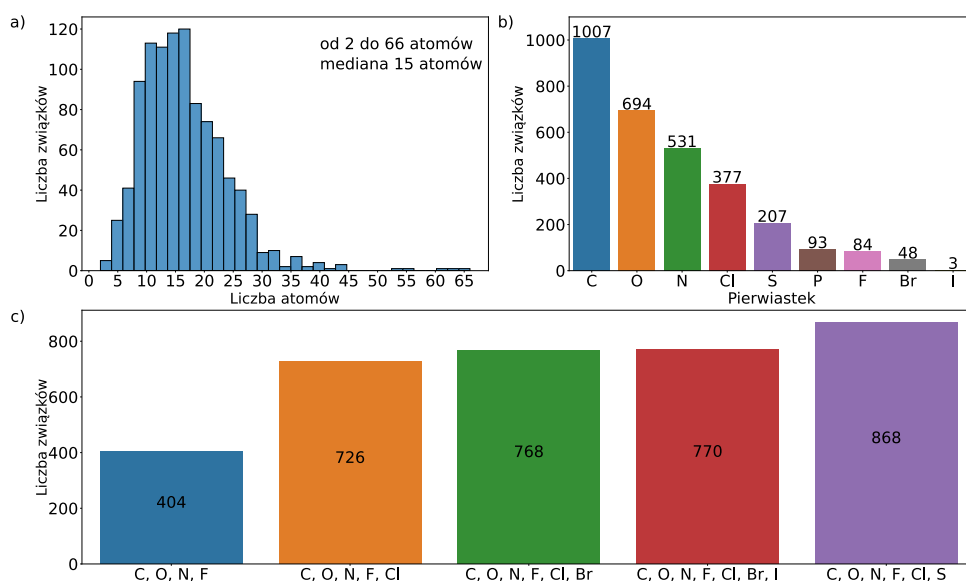 a)
Liczba związków
120
100
80
60
40
20
0
od 2 do 66 atomów
mediana 15 atomów
0 5 10 15 20 25 30 35 40 45 50 55 60 65
Liczba atomów
b)
Liczba związków
1000
800
600
400
200
0
1007
694
531
377
207
93
84
48
3
C O N Cl S P F Br I
Pierwiastek
c)
Liczba związków
800
600
400
200
0
404
726
768
770
868
C, O, N, F
C, O, N, F, Cl
C, O, N, F, Cl, Br
C, O, N, F, Cl, Br, I
C, O, N, F, Cl, S